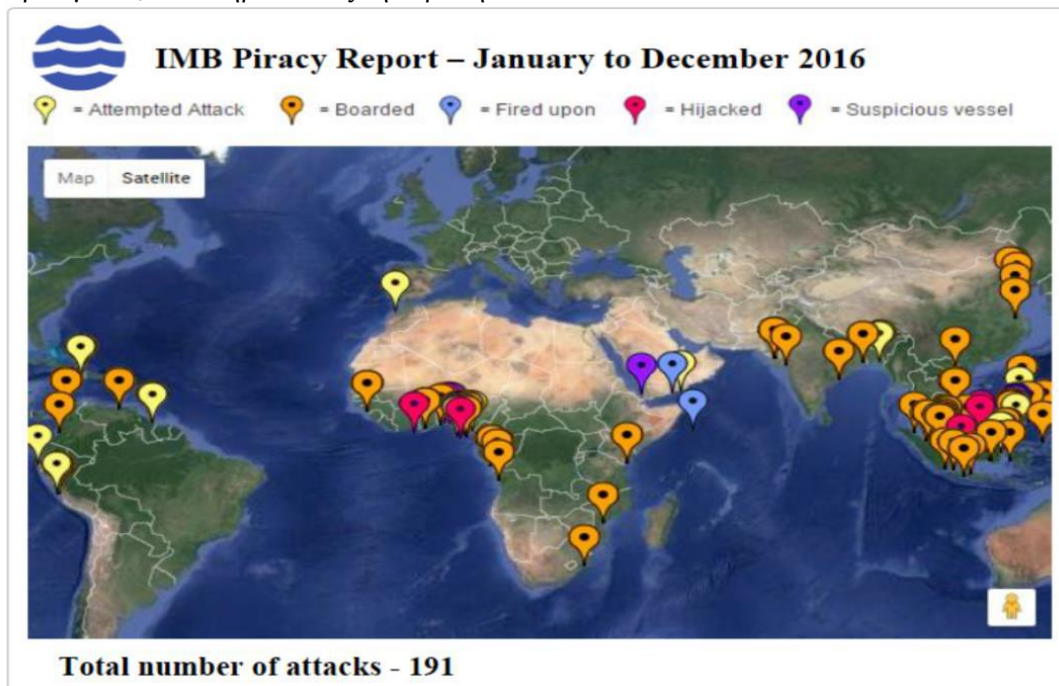 IMB Piracy Report – January to December 2016
= Attempted Attack = Boarded = Fired upon = Hijacked = Suspicious vessel
Map Satellite
Total number of attacks - 191